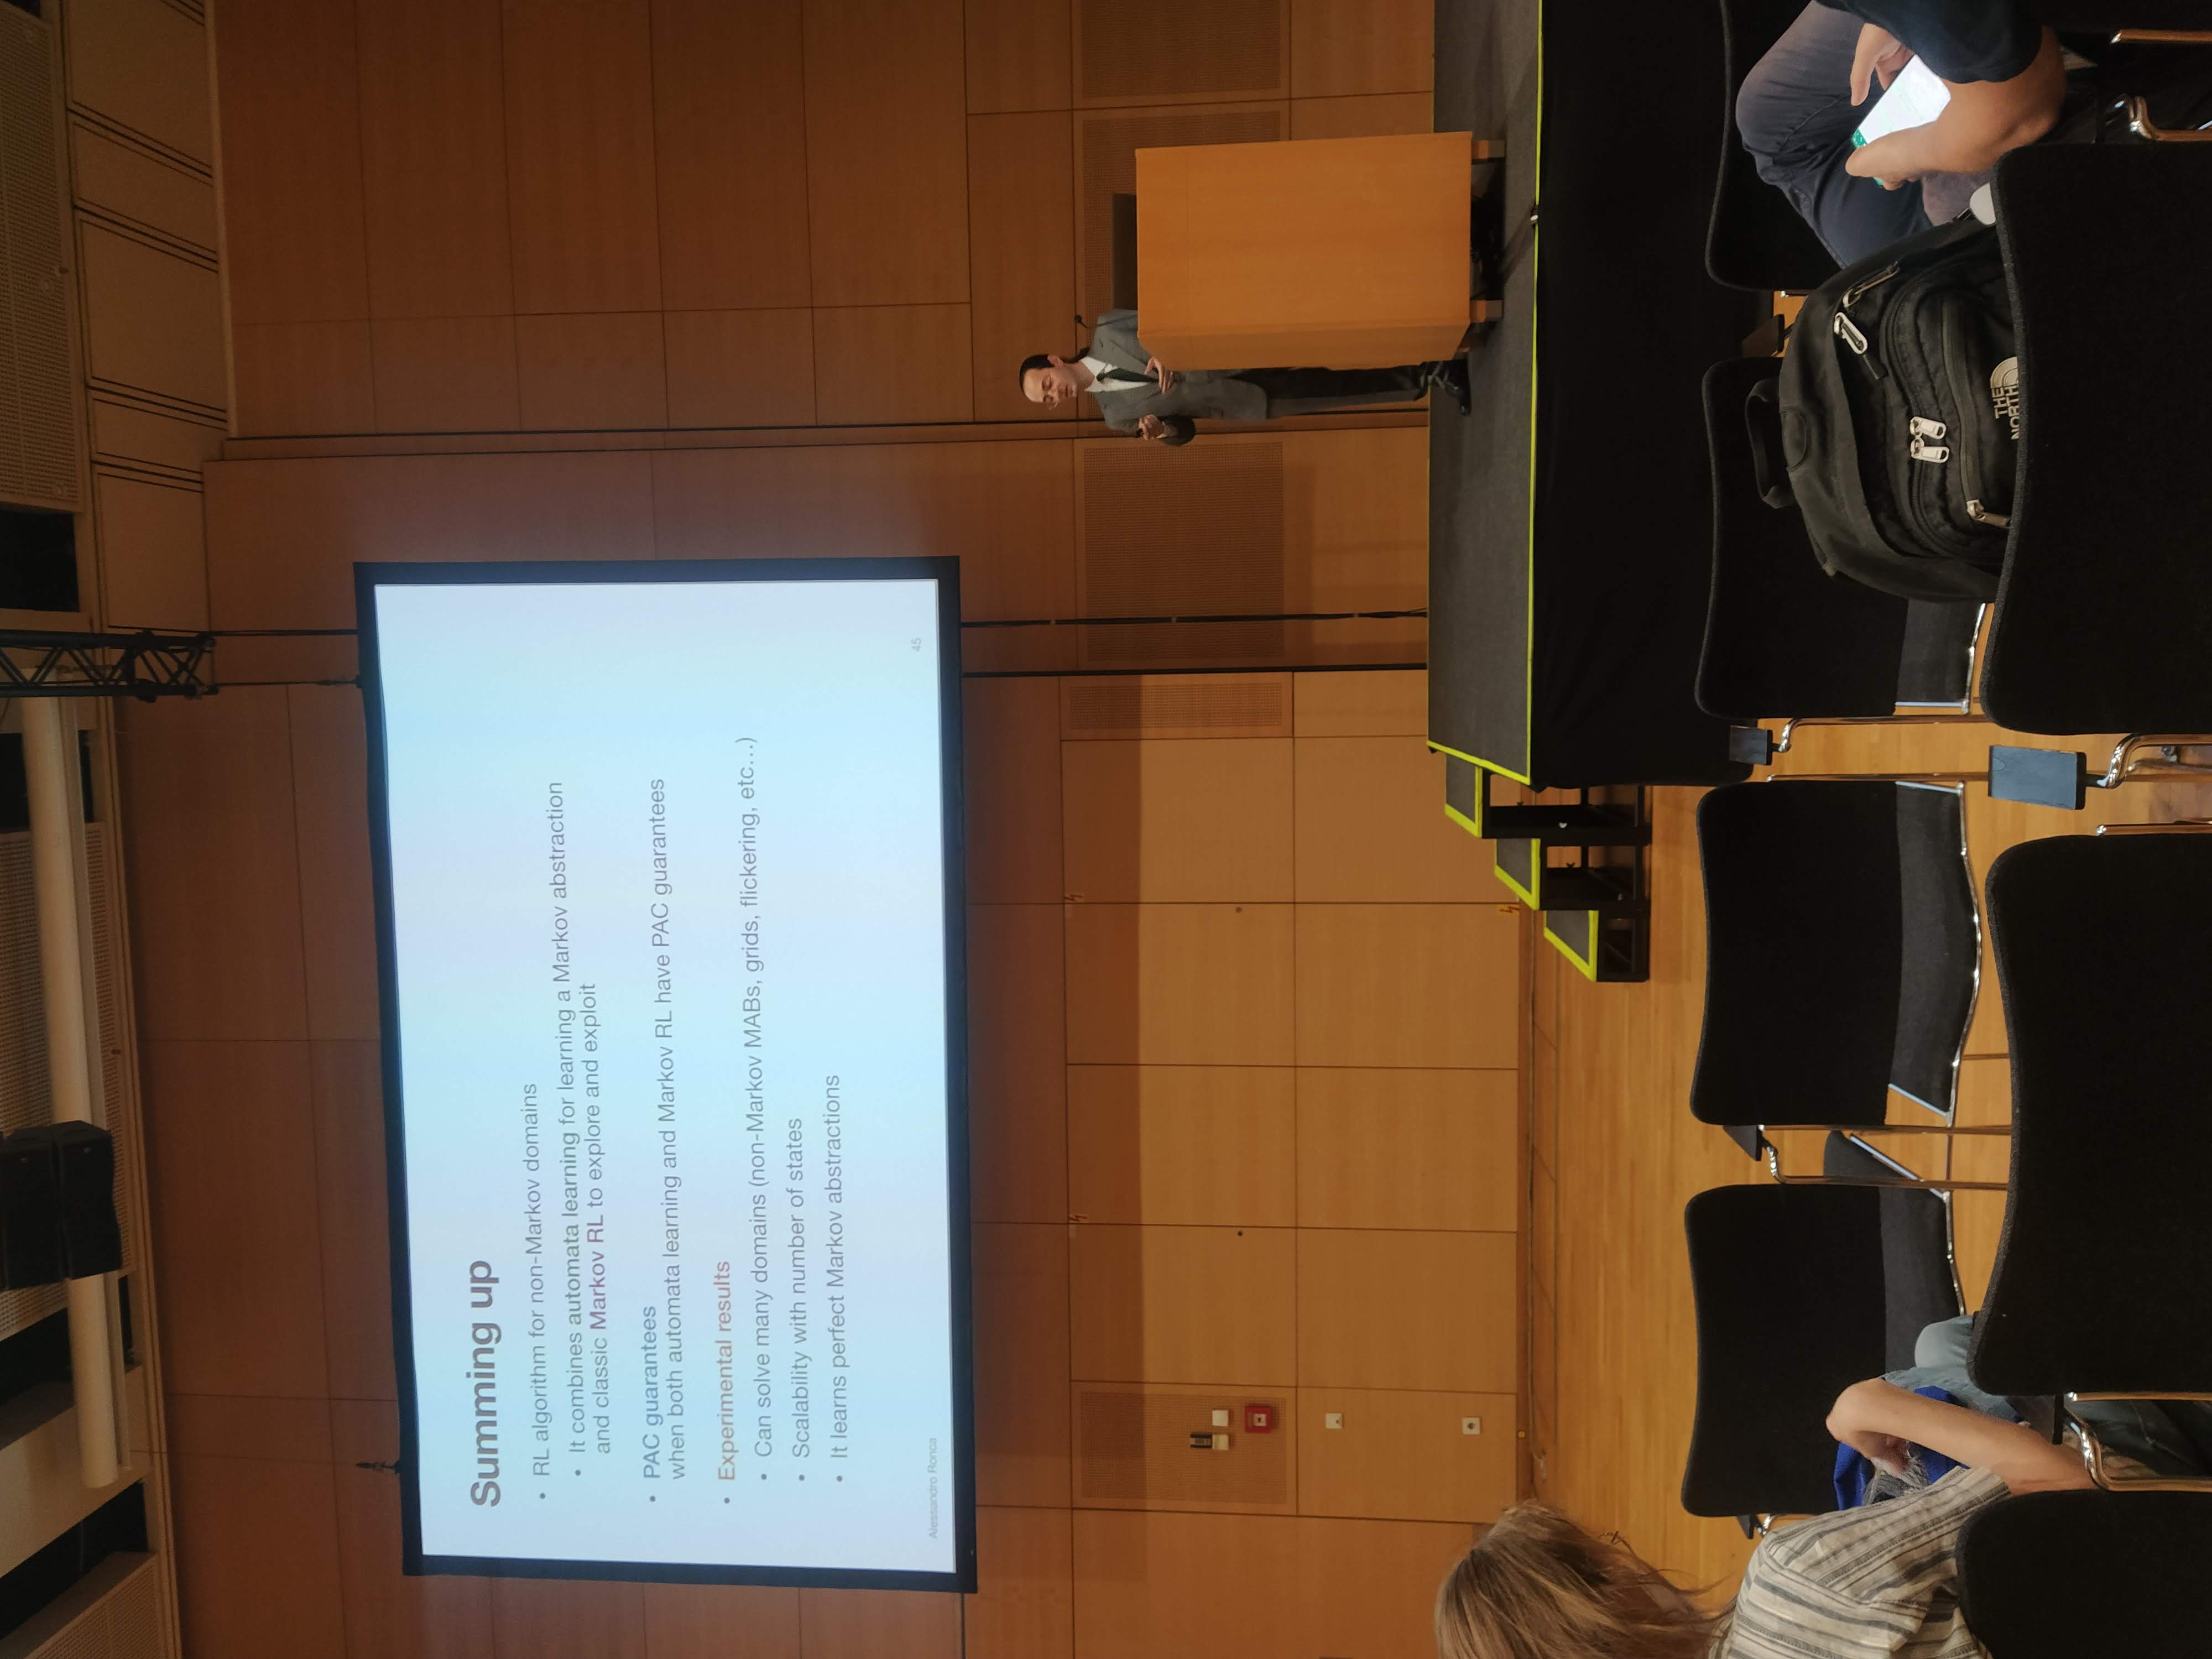 Summing up
• RL algorithm for non-Markov domains
• It combines automata learning for learning a Markov abstraction
and classic Markov RL to explore and exploit
• PAC guarantees
when both automata learning and Markov RL have PAC guarantees
• Experimental results
• Can solve many domains (non-Markov MABs, grids, flickering, etc…)
• Scalability with number of states
• It learns perfect Markov abstractions
Alessandro Ronca
45
THE
NORTH